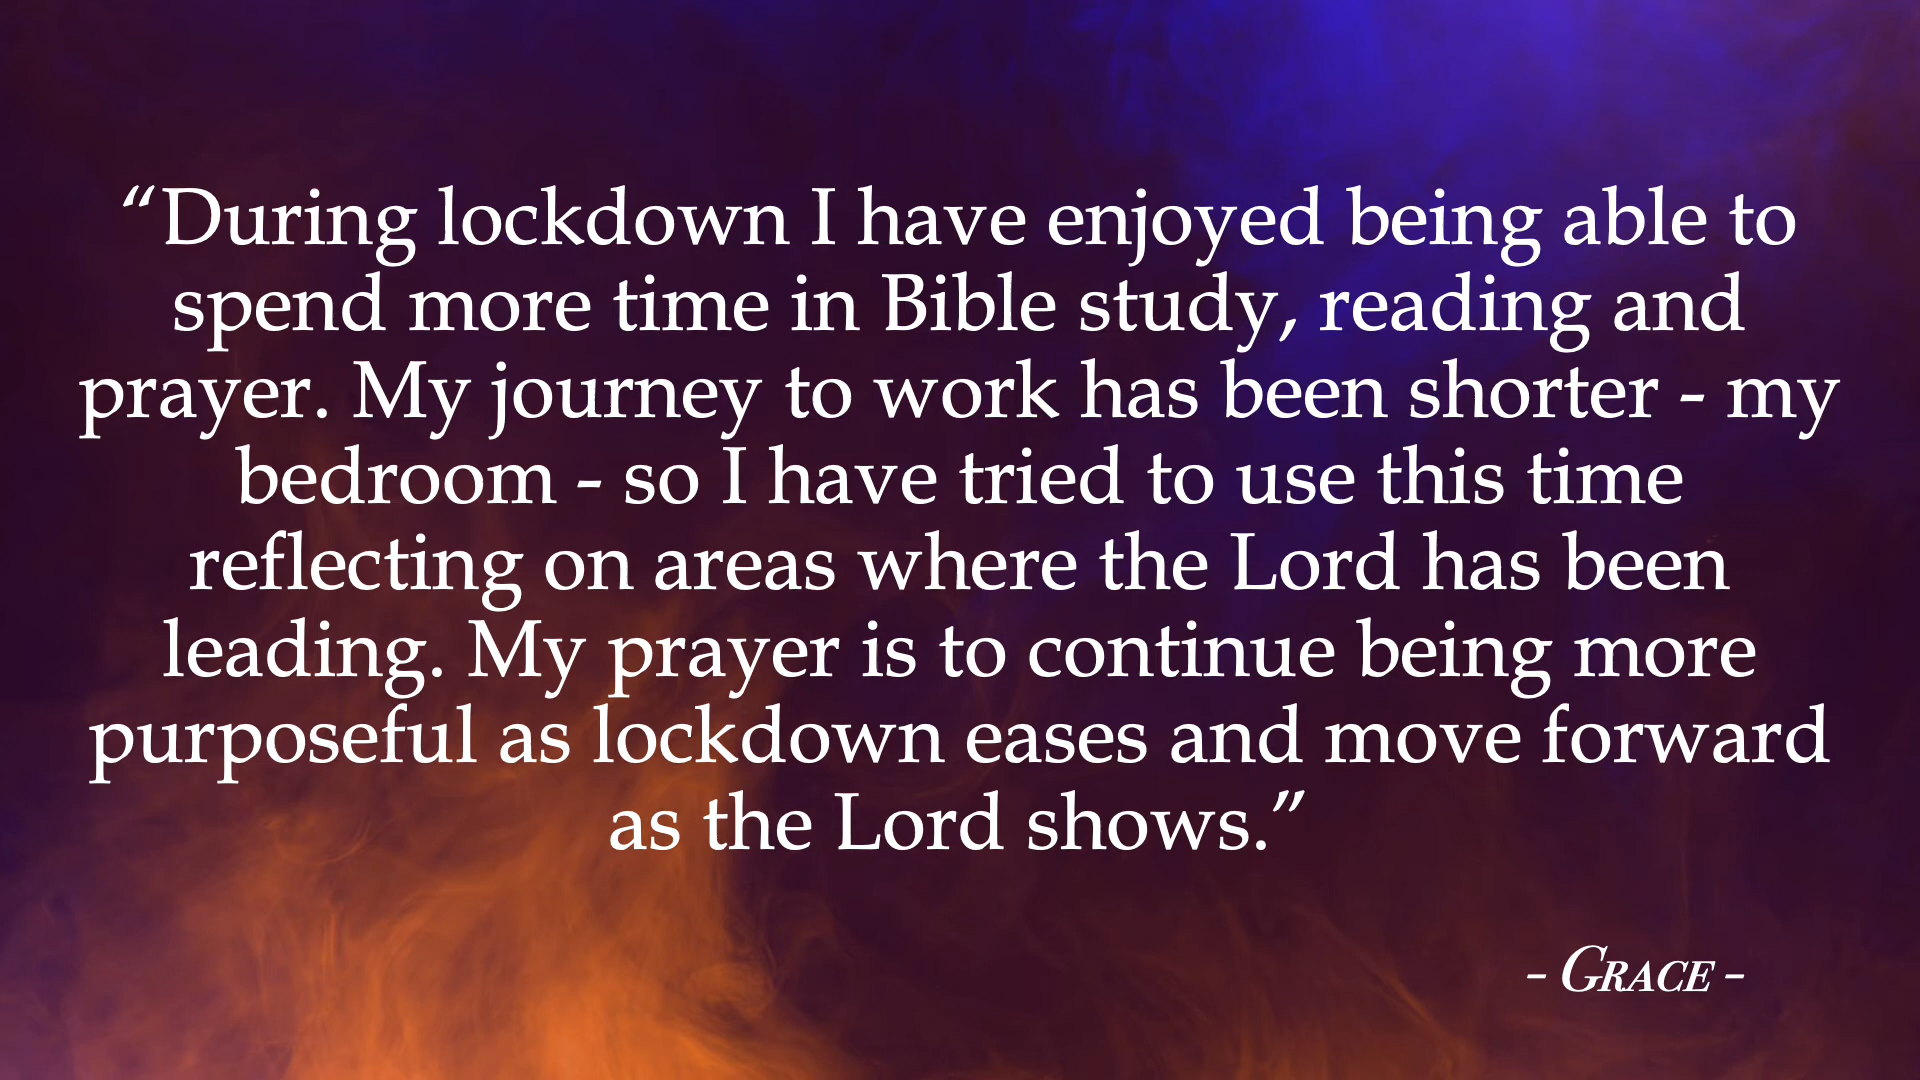 “During lockdown I have enjoyed being able to
spend more time in Bible study, reading and
prayer. My journey to work has been shorter - my
bedroom - so I have tried to use this time
reflecting on areas where the Lord has been
leading. My prayer is to continue being more
purposeful as lockdown eases and move forward
as the Lord shows.”
- Grace -